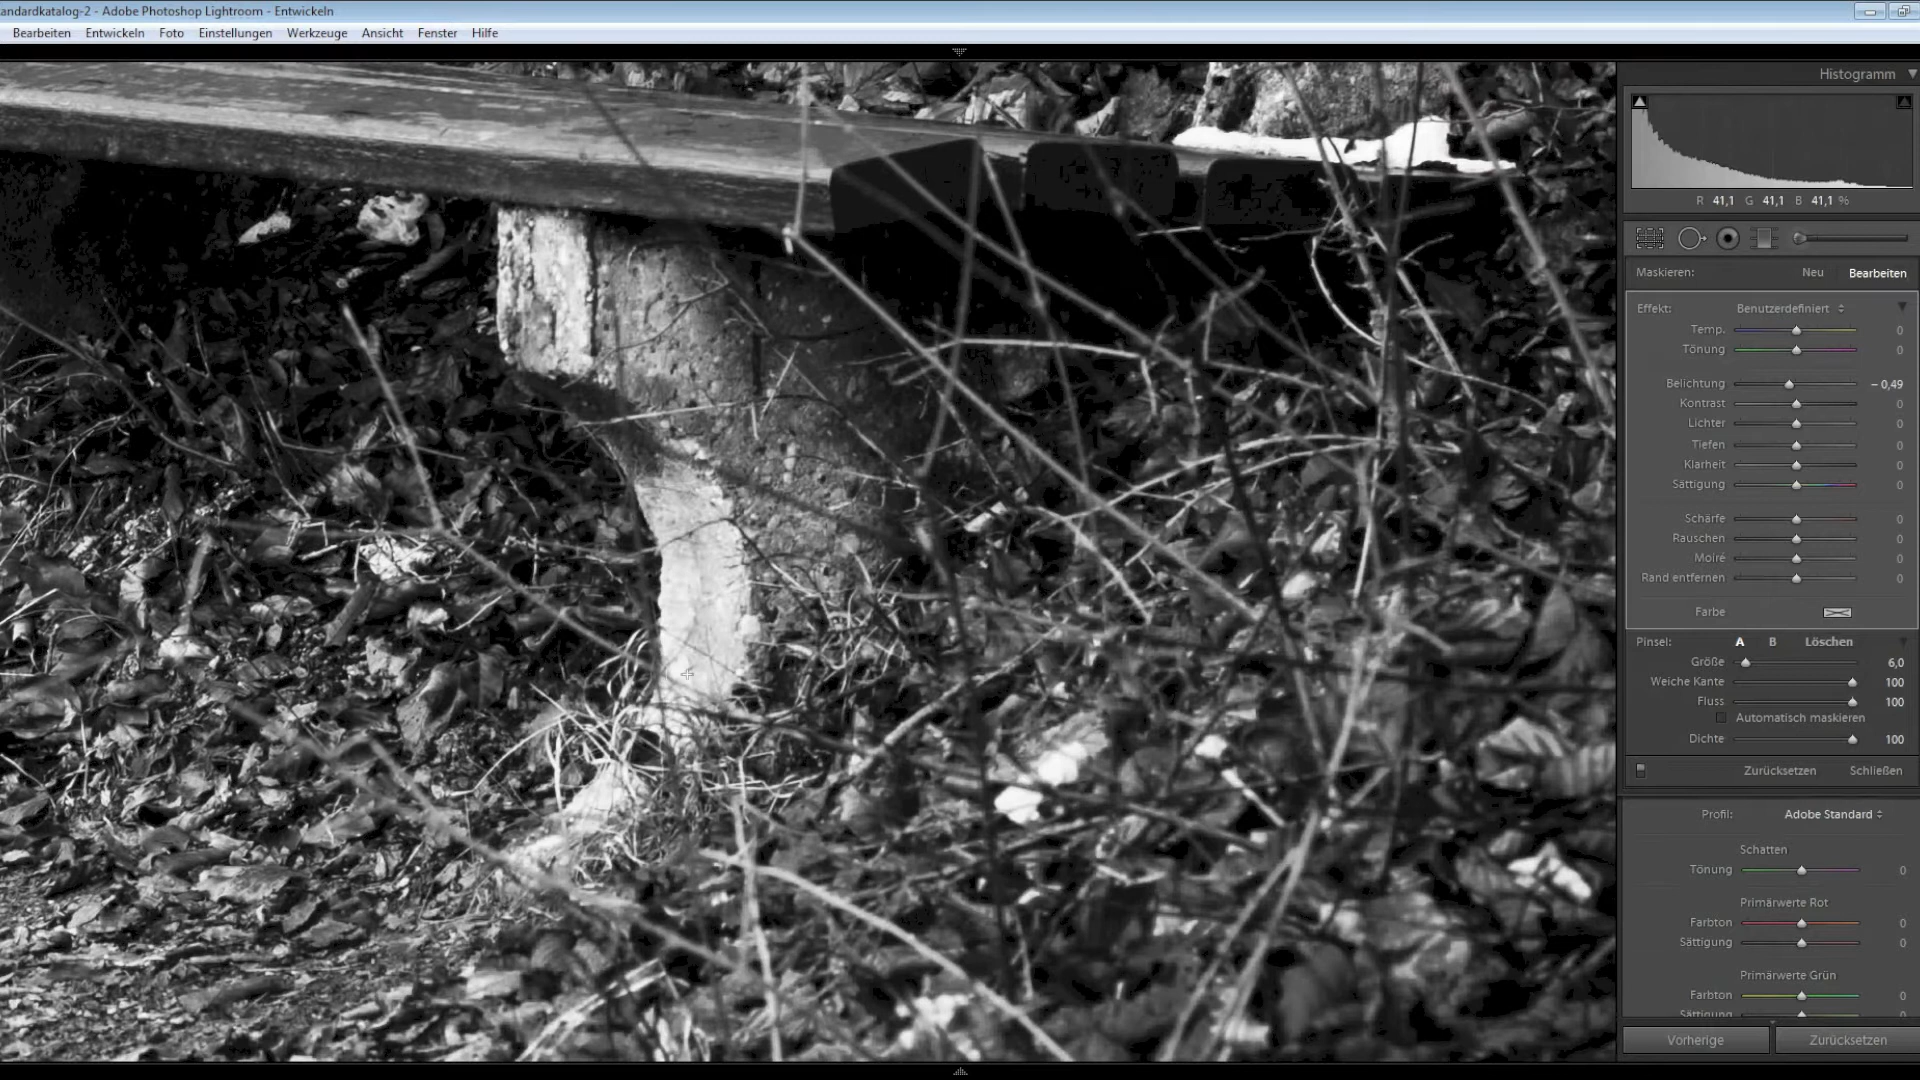 andardkatalog-2 - Adobe Photoshop Lightroom - Entwickeln
Bearbeiten Entwickeln Foto Einstellungen Werkzeuge Ansicht Fenster Hilfe
Histogramm
R 41,1 G 41,1 B 41,1 %
Maskieren: Neu Bearbeiten
Effekt: Benutzerdefiniert
Temp. 0
Tönung 0
Belichtung – 0,49
Kontrast 0
Lichter 0
Tiefen 0
Klarheit 0
Sättigung 0
Schärfe 0
Rauschen 0
Moiré 0
Rand entfernen 0
Farbe
Pinsel: A B Löschen
Größe 6,0
Weiche Kante 100
Fluss 100
Automatisch maskieren
Dichte 100
Zurücksetzen Schließen
Profil: Adobe Standard
Schatten
Tönung 0
Primärwerte Rot
Farbton 0
Sättigung 0
Primärwerte Grün
Farbton 0
Sättigung 0
Vorherige Zurücksetzen